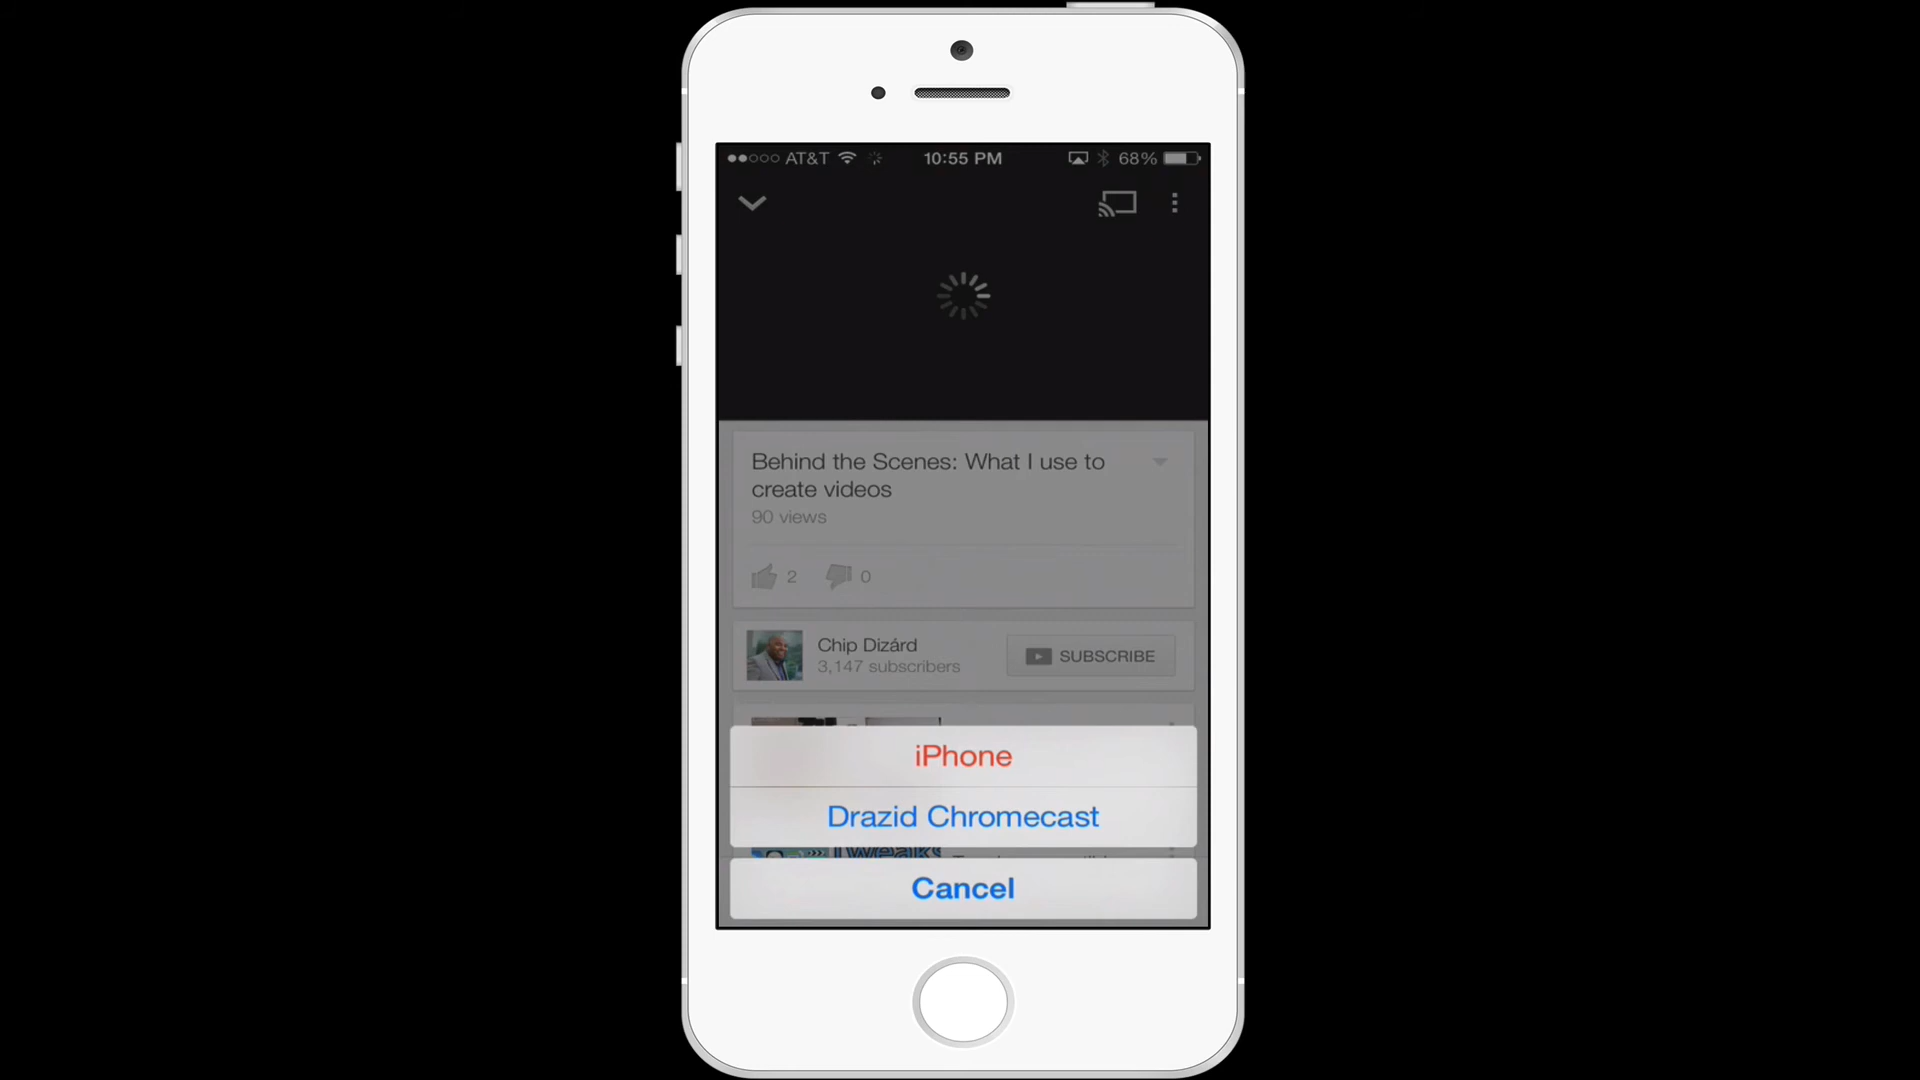 AT&T 10:55 PM 68%
Behind the Scenes: What I use to
create videos
90 views
2 0
Chip Dizárd
3,147 subscribers
SUBSCRIBE
iPhone
Drazid Chromecast
Tweaks
Cancel